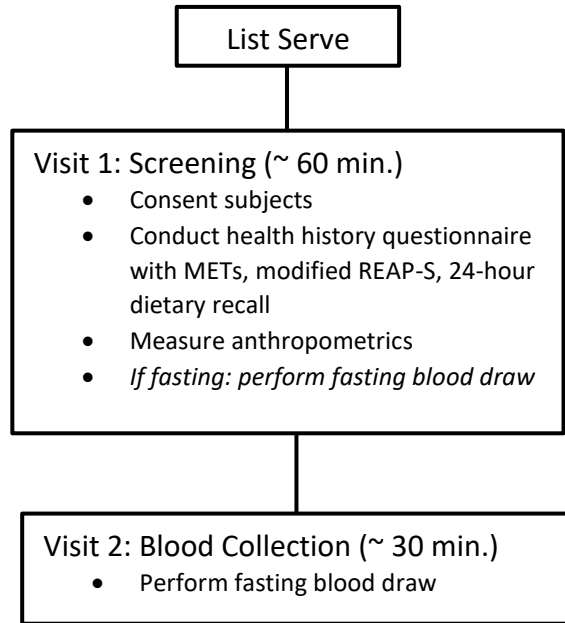 List Serve
Visit 1: Screening (~ 60 min.)
• Consent subjects
• Conduct health history questionnaire
with METs, modified REAP-S, 24-hour
dietary recall
• Measure anthropometrics
• If fasting: perform fasting blood draw
Visit 2: Blood Collection (~ 30 min.)
• Perform fasting blood draw